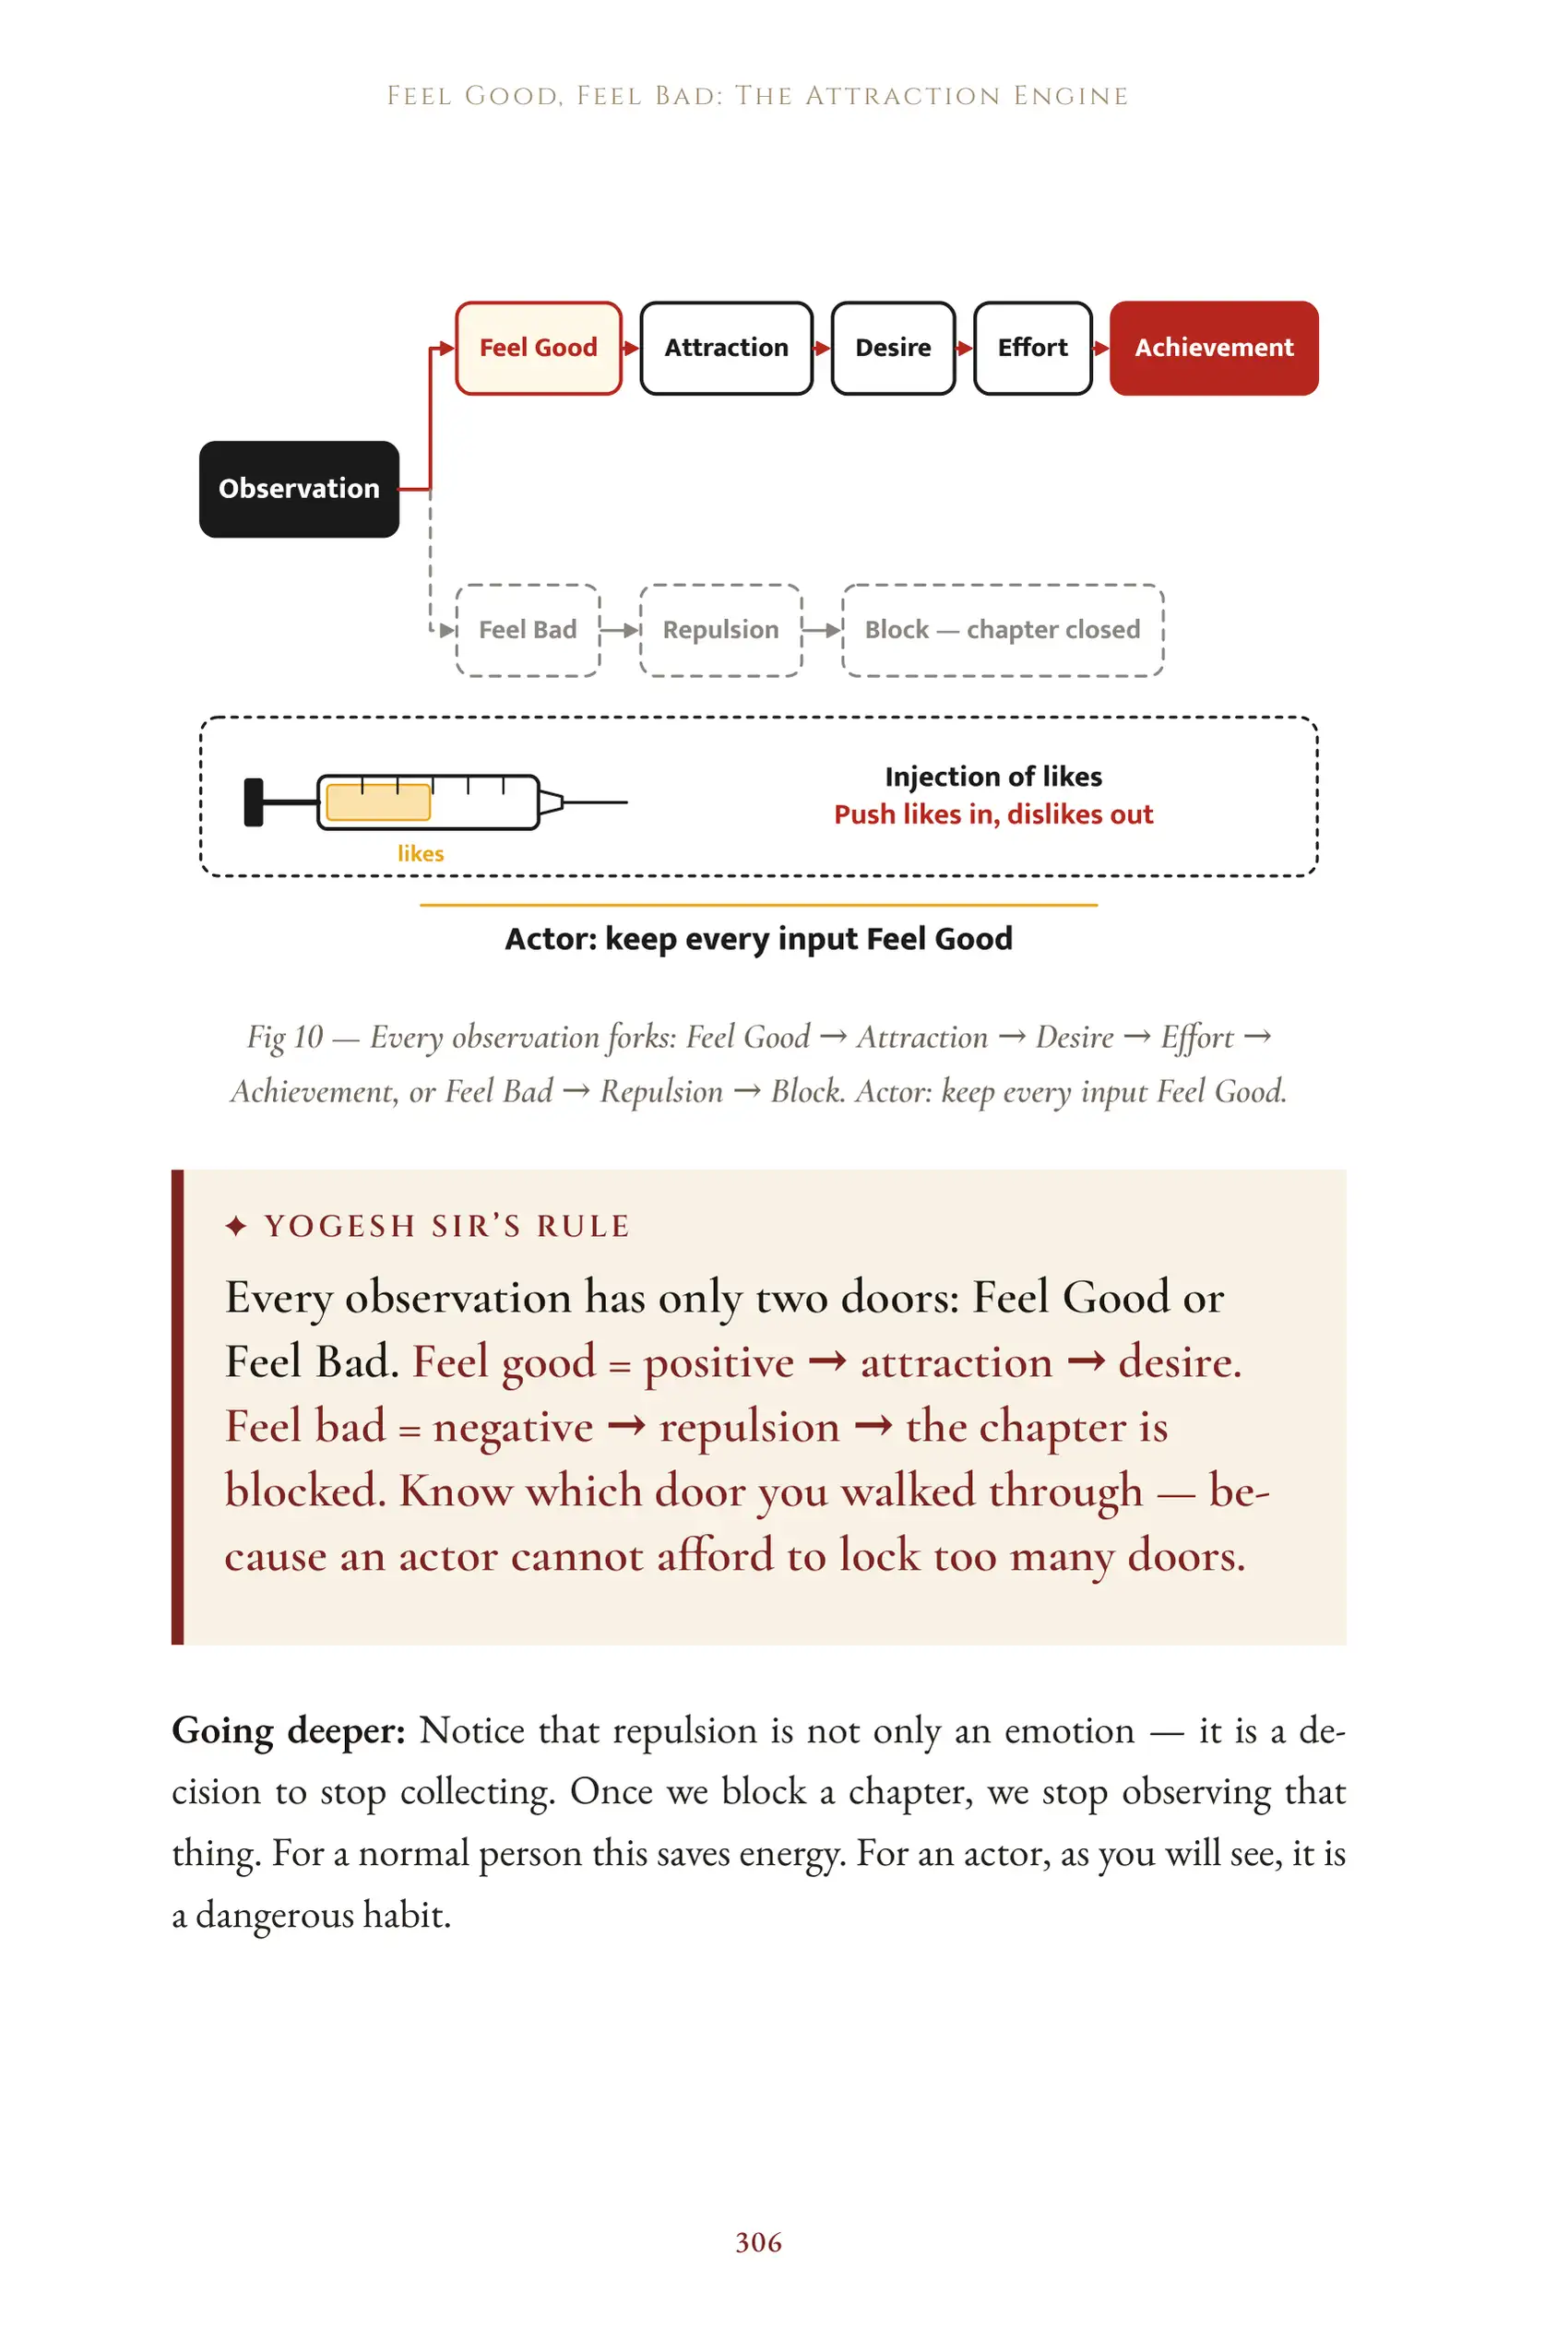 FEEL GOOD, FEEL BAD: THE ATTRACTION ENGINE
Feel Good
Attraction
Desire
Effort
Achievement
Observation
Feel Bad
Repulsion
Block — chapter closed
Injection of likes
Push likes in, dislikes out
likes
Actor: keep every input Feel Good
Fig 10 — Every observation forks: Feel Good → Attraction → Desire → Effort →
Achievement, or Feel Bad → Repulsion → Block. Actor: keep every input Feel Good.
✦ YOGESH SIR’S RULE
Every observation has only two doors: Feel Good or
Feel Bad. Feel good = positive → attraction → desire.
Feel bad = negative → repulsion → the chapter is
blocked. Know which door you walked through — be-
cause an actor cannot afford to lock too many doors.
Going deeper: Notice that repulsion is not only an emotion — it is a de-
cision to stop collecting. Once we block a chapter, we stop observing that
thing. For a normal person this saves energy. For an actor, as you will see, it is
a dangerous habit.
306